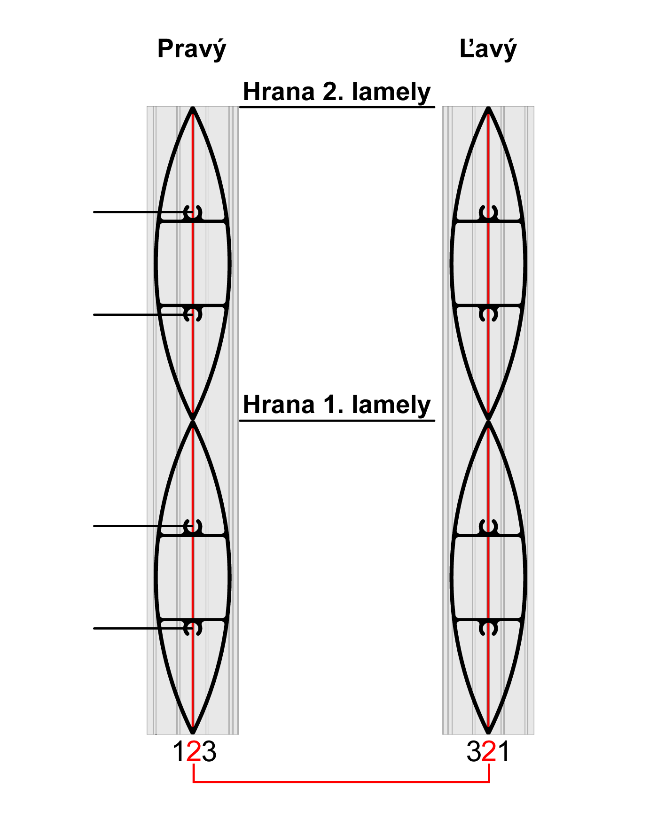 Pravý
Ľavý
Hrana 2. lamely
Hrana 1. lamely
123
321